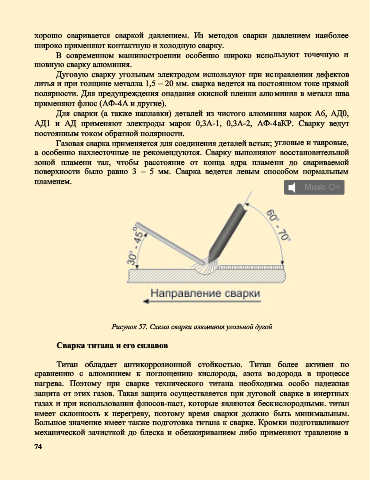 хорошо сваривается сваркой давлением. Из методов сварки давлением наиболее
широко применяют контактную и холодную сварку.
В современном машиностроении особенно широко используют точечную и
шовную сварку алюминия.
Дуговую сварку угольным электродом используют при исправлении дефектов
литья и при толщине металла 1,5 – 20 мм. сварка ведется на постоянном токе прямой
полярности. Для предупреждения опадания окисной пленки алюминия в металл шва
применяют флюс (АФ-4А и другие).
Для сварки (а также наплавки) деталей из чистого алюминия марок А6, АД0,
АД1 и АД применяют электроды марок 0,3А-1, 0,3А-2, АФ-4аКР. Сварку ведут
постоянным током обратной полярности.
Газовая сварка применяется для соединения деталей встык; угловые и тавровые,
а особенно нахлесточные не рекомендуются. Сварку выполняют восстановительной
зоной пламени так, чтобы расстояние от конца ядра пламени до свариваемой
поверхности было равно 3 – 5 мм. Сварка ведется левым способом нормальным
пламенем.
Music On
60° - 70°
30° - 45°
Направление сварки
Рисунок 57. Схема сварки алюминия угольной дугой
Сварка титана и его сплавов
Титан обладает антикоррозионной стойкостью. Титан более активен по
сравнению с алюминием к поглощению кислорода, азота водорода в процессе
нагрева. Поэтому при сварке технического титана необходима особо надежная
защита от этих газов. Такая защита осуществляется при дуговой сварке в инертных
газах и при использовании флюсов-паст, которые являются бескислородными. титан
имеет склонность к перегреву, поэтому время сварки должно быть минимальным.
Большое значение имеет также подготовка титана к сварке. Кромки подготавливают
механической зачисткой до блеска и обезжириванием либо применяют травление в
74